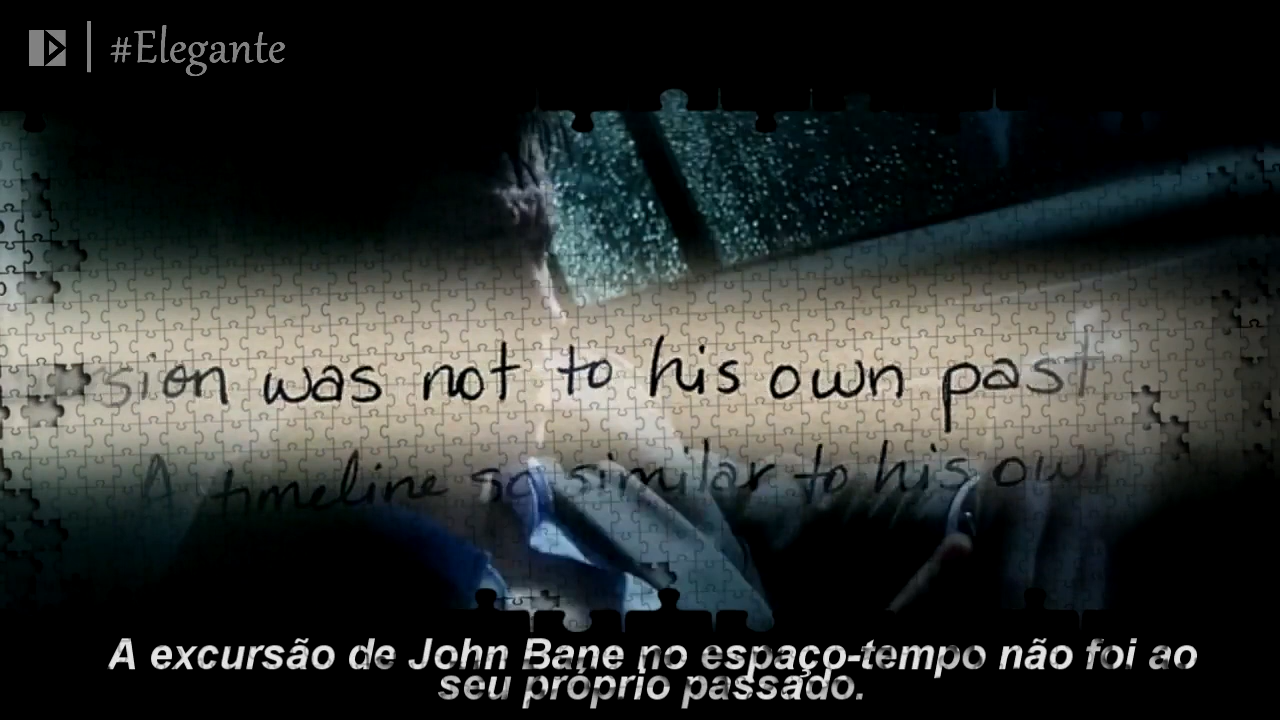 #Elegante
sion was not to his own past
A timeline so similar to his own
A excursão de John Bane no espaço-tempo não foi ao
seu próprio passado.